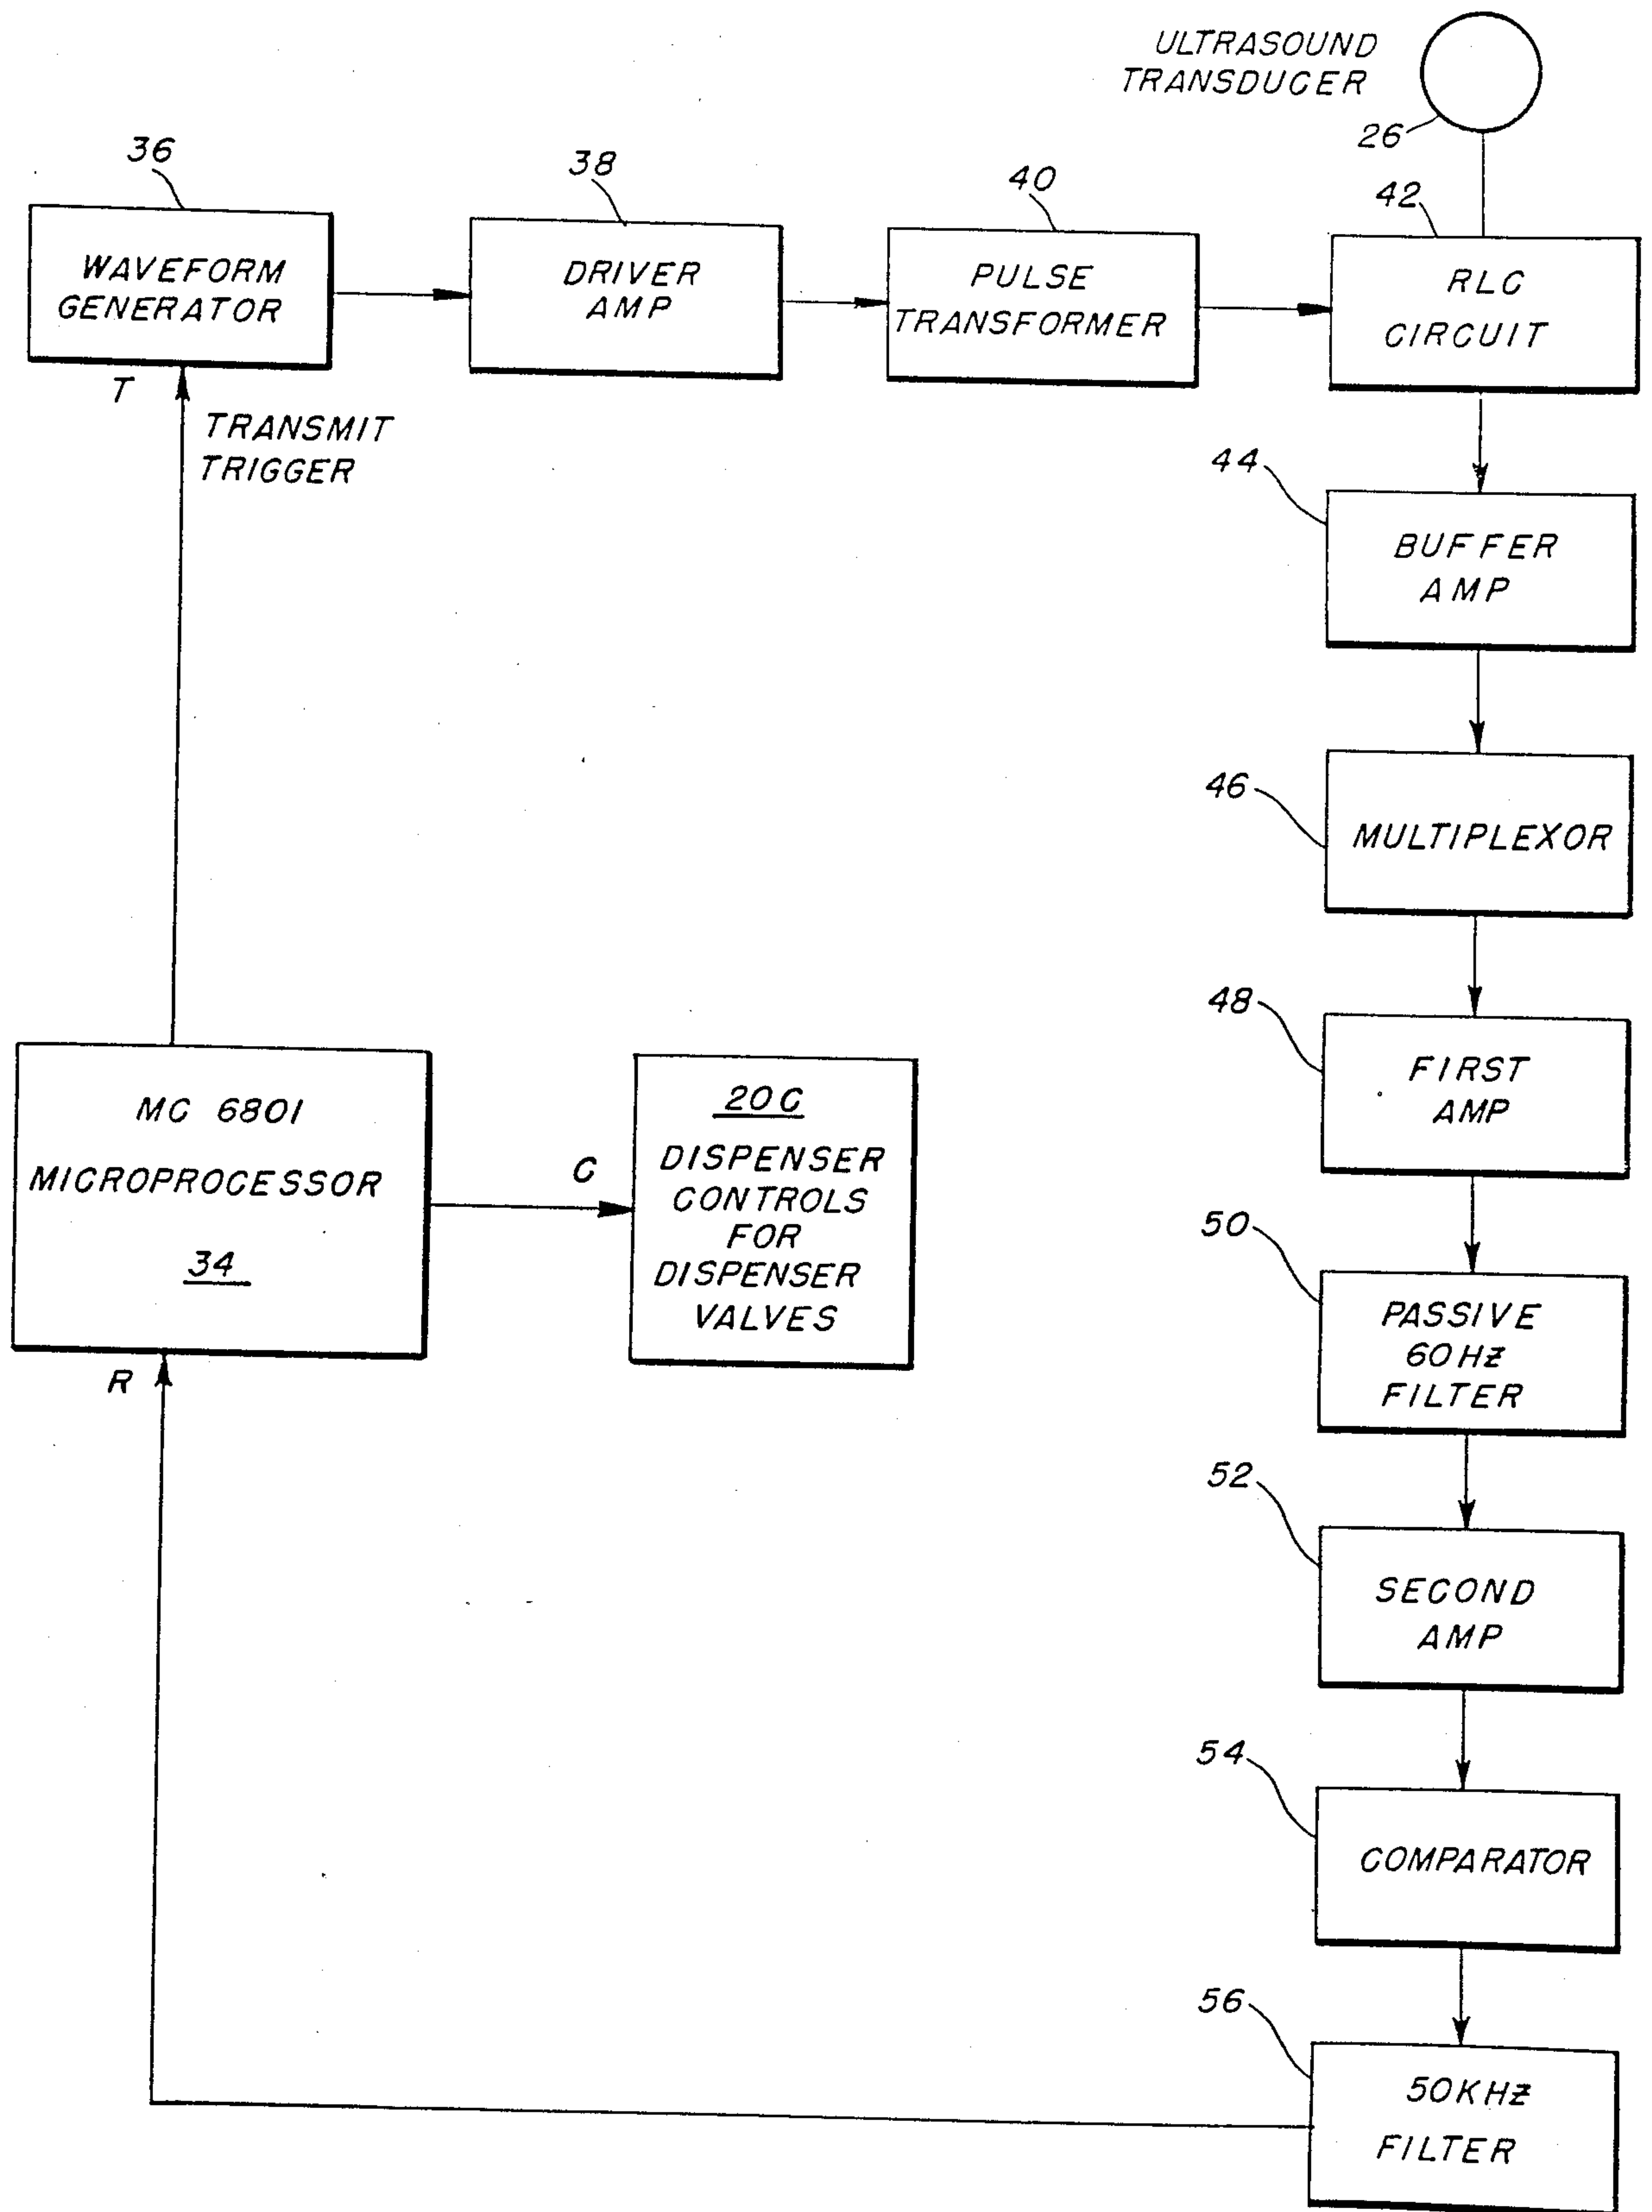 ULTRASOUND
TRANSDUCER
26
36
38
40
42
WAVEFORM
GENERATOR
DRIVER
AMP
PULSE
TRANSFORMER
RLC
CIRCUIT
T
TRANSMIT
TRIGGER
44
BUFFER
AMP
46
MULTIPLEXOR
48
FIRST
AMP
MC 6801
MICROPROCESSOR
34
C
20C
DISPENSER
CONTROLS
FOR
DISPENSER
VALVES
R
50
PASSIVE
60HZ
FILTER
52
SECOND
AMP
54
COMPARATOR
56
50KHZ
FILTER